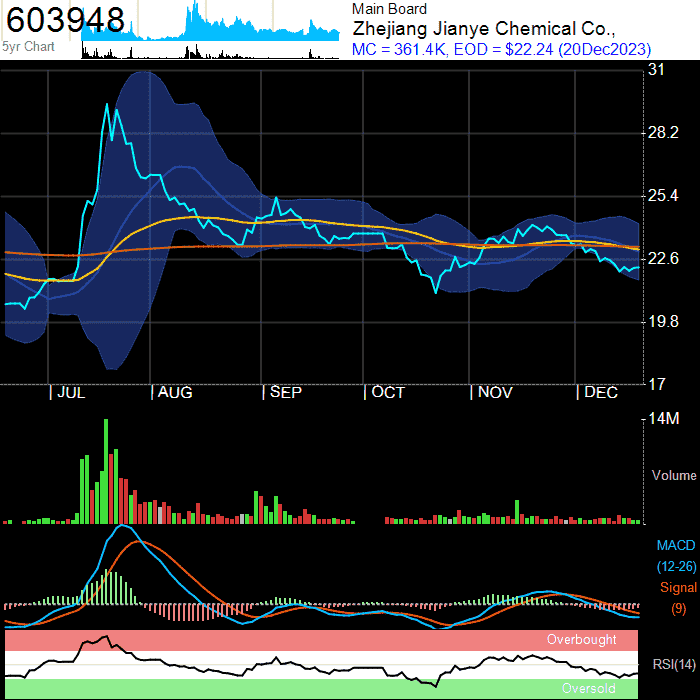 603948
5yr Chart
Main Board
Zhejiang Jianye Chemical Co.,
MC = 361.4K, EOD = $22.24 (20Dec2023)
31
28.2
25.4
22.6
19.8
17
| JUL | AUG | SEP | OCT | NOV | DEC
14M
Volume
MACD
(12-26)
Signal
(9)
Overbought
RSI(14)
Oversold